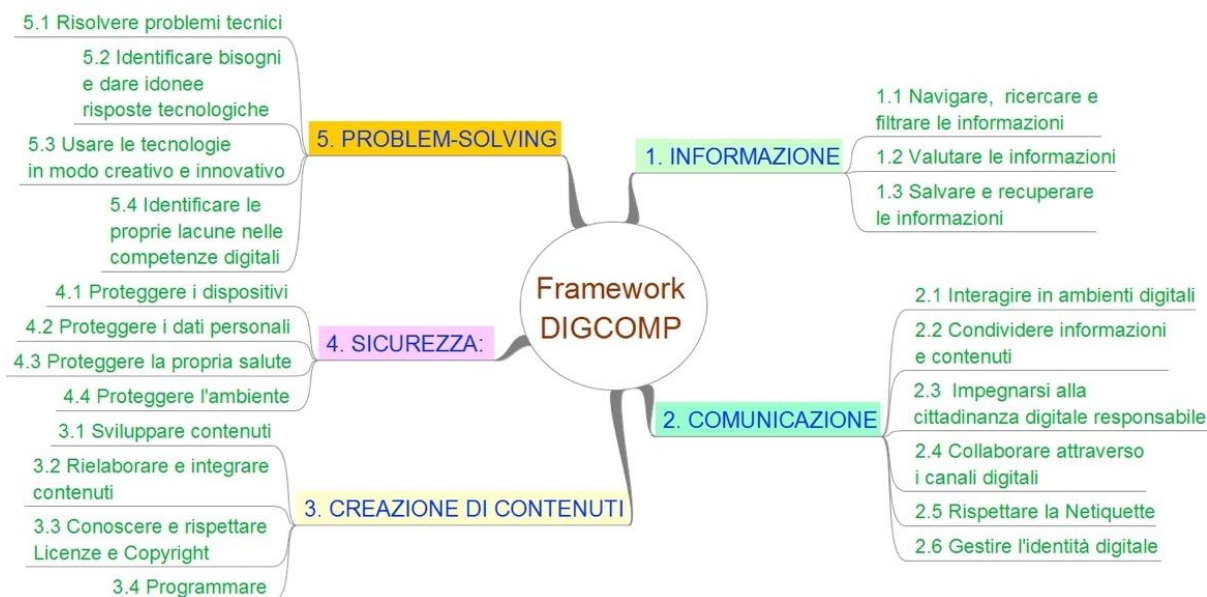 Framework
DIGCOMP
1. INFORMAZIONE
1.1 Navigare, ricercare e
filtrare le informazioni
1.2 Valutare le informazioni
1.3 Salvare e recuperare
le informazioni
2. COMUNICAZIONE
2.1 Interagire in ambienti digitali
2.2 Condividere informazioni
e contenuti
2.3 Impegnarsi alla
cittadinanza digitale responsabile
2.4 Collaborare attraverso
i canali digitali
2.5 Rispettare la Netiquette
2.6 Gestire l'identità digitale
3. CREAZIONE DI CONTENUTI
3.1 Sviluppare contenuti
3.2 Rielaborare e integrare
contenuti
3.3 Conoscere e rispettare
Licenze e Copyright
3.4 Programmare
4. SICUREZZA:
4.1 Proteggere i dispositivi
4.2 Proteggere i dati personali
4.3 Proteggere la propria salute
4.4 Proteggere l'ambiente
5. PROBLEM-SOLVING
5.1 Risolvere problemi tecnici
5.2 Identificare bisogni
e dare idonee
risposte tecnologiche
5.3 Usare le tecnologie
in modo creativo e innovativo
5.4 Identificare le
proprie lacune nelle
competenze digitali